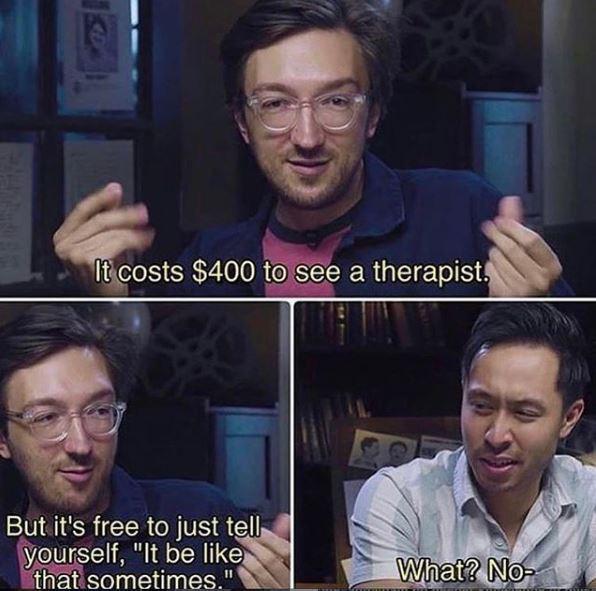 It costs $400 to see a therapist.
But it's free to just tell
yourself, "It be like
that sometimes."
What? No-